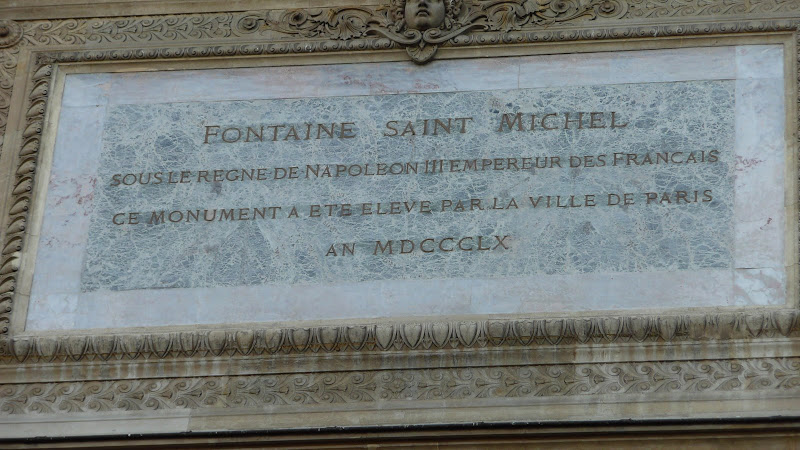 FONTAINE SAINT MICHEL
SOUS LE REGNE DE NAPOLEON III EMPEREUR DES FRANCAIS
CE MONUMENT A ETE ELEVE PAR LA VILLE DE PARIS
AN MDCCCLX